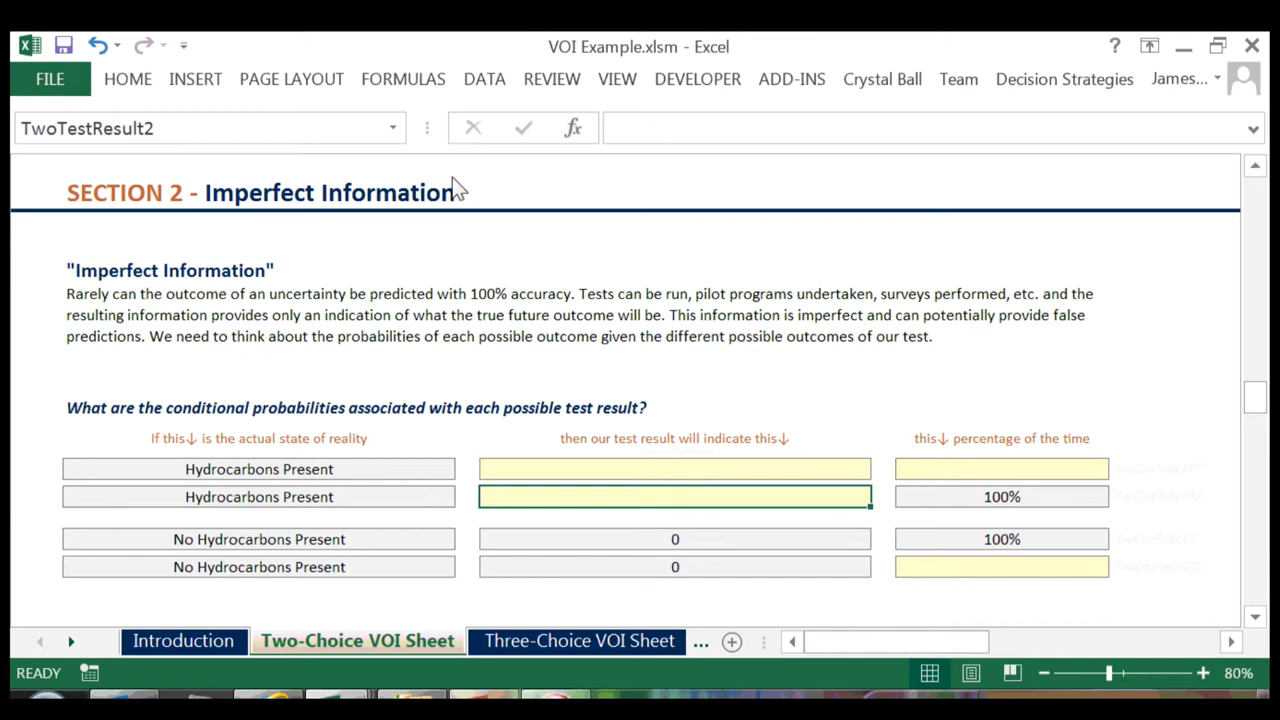 VOI Example.xlsm - Excel
?
FILE HOME INSERT PAGE LAYOUT FORMULAS DATA REVIEW VIEW DEVELOPER ADD-INS Crystal Ball Team Decision Strategies James...
TwoTestResult2 fx
SECTION 2 - Imperfect Information
"Imperfect Information"
Rarely can the outcome of an uncertainty be predicted with 100% accuracy. Tests can be run, pilot programs undertaken, surveys performed, etc. and the
resulting information provides only an indication of what the true future outcome will be. This information is imperfect and can potentially provide false
predictions. We need to think about the probabilities of each possible outcome given the different possible outcomes of our test.
What are the conditional probabilities associated with each possible test result?
If this↓ is the actual state of reality then our test result will indicate this↓ this↓ percentage of the time
Hydrocarbons Present
Hydrocarbons Present 100%
No Hydrocarbons Present 0 100%
No Hydrocarbons Present 0
Introduction Two-Choice VOI Sheet Three-Choice VOI Sheet ...
READY 80%